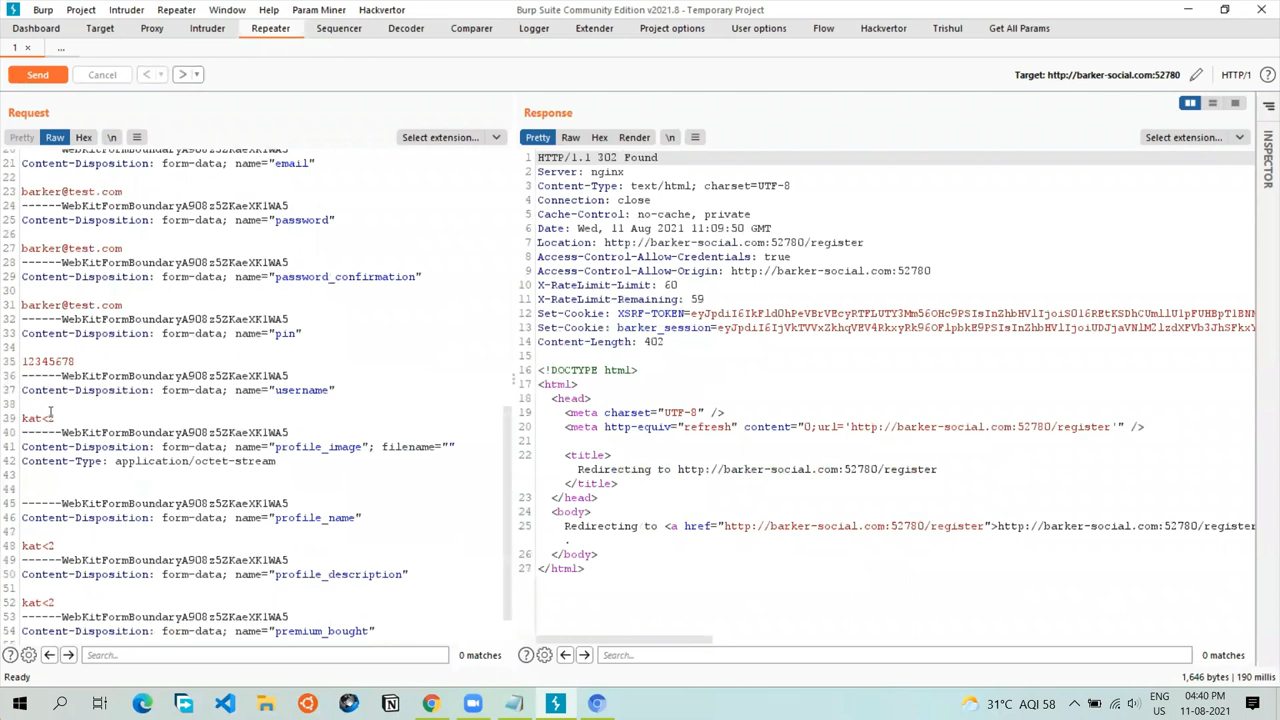 Burp Project Intruder Repeater Window Help Param Miner Hackvertor
Burp Suite Community Edition v2021.8 - Temporary Project
Dashboard Target Proxy Intruder Repeater Sequencer Decoder Comparer Logger Extender Project options User options Flow Hackvertor Trishul Get All Params
1 × ...
Send Cancel < > Target: http://barker-social.com:52780 HTTP/1
Request
Pretty Raw Hex \n Select extension...
21 Content-Disposition: form-data; name="email"
22
23 barker@test.com
24 ------WebKitFormBoundaryA908z5ZKaeXK1WA5
25 Content-Disposition: form-data; name="password"
26
27 barker@test.com
28 ------WebKitFormBoundaryA908z5ZKaeXK1WA5
29 Content-Disposition: form-data; name="password_confirmation"
30
31 barker@test.com
32 ------WebKitFormBoundaryA908z5ZKaeXK1WA5
33 Content-Disposition: form-data; name="pin"
34
35 12345678
36 ------WebKitFormBoundaryA908z5ZKaeXK1WA5
37 Content-Disposition: form-data; name="username"
38
39 kat<2
40 ------WebKitFormBoundaryA908z5ZKaeXK1WA5
41 Content-Disposition: form-data; name="profile_image"; filename=""
42 Content-Type: application/octet-stream
43
44
45 ------WebKitFormBoundaryA908z5ZKaeXK1WA5
46 Content-Disposition: form-data; name="profile_name"
47
48 kat<2
49 ------WebKitFormBoundaryA908z5ZKaeXK1WA5
50 Content-Disposition: form-data; name="profile_description"
51
52 kat<2
53 ------WebKitFormBoundaryA908z5ZKaeXK1WA5
54 Content-Disposition: form-data; name="premium_bought"
Search... 0 matches
Response
Pretty Raw Hex Render \n Select extension...
1 HTTP/1.1 302 Found
2 Server: nginx
3 Content-Type: text/html; charset=UTF-8
4 Connection: close
5 Cache-Control: no-cache, private
6 Date: Wed, 11 Aug 2021 11:09:50 GMT
7 Location: http://barker-social.com:52780/register
8 Access-Control-Allow-Credentials: true
9 Access-Control-Allow-Origin: http://barker-social.com:52780
10 X-RateLimit-Limit: 60
11 X-RateLimit-Remaining: 59
12 Set-Cookie: XSRF-TOKEN=
13 Set-Cookie: barker_session=
14 Content-Length: 402
15
16 <!DOCTYPE html>
17 <html>
18 <head>
19 <meta charset="UTF-8" />
20 <meta http-equiv="refresh" content="0;url='http://barker-social.com:52780/register'" />
21
22 <title>
Redirecting to http://barker-social.com:52780/register
</title>
23 </head>
24 <body>
25 Redirecting to <a href="http://barker-social.com:52780/register">http://barker-social.com:52780/register
.
26 </body>
27 </html>
Search... 0 matches
INSPECTOR
1,646 bytes | 190 millis
31°C AQI 58 ENG US 04:40 PM 11-08-2021